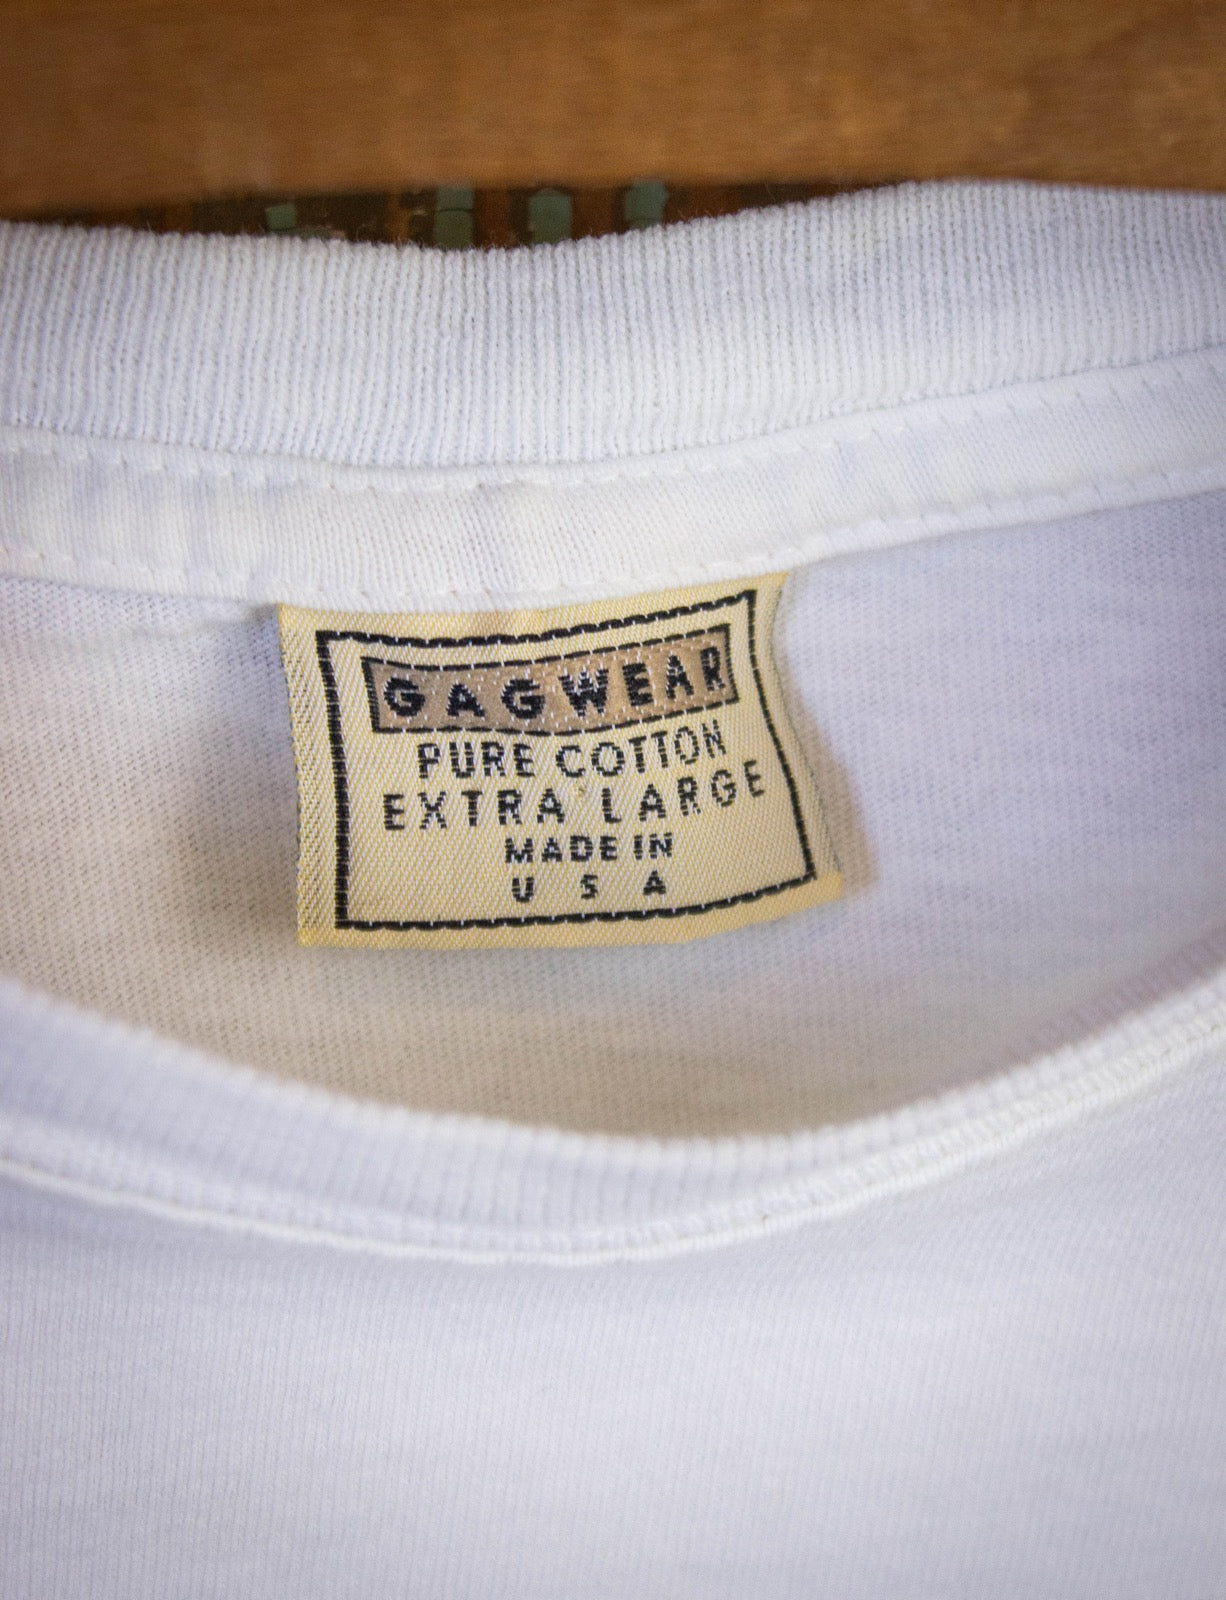 GAGWEAR
PURE COTTON
EXTRA LARGE
MADE IN
U S A